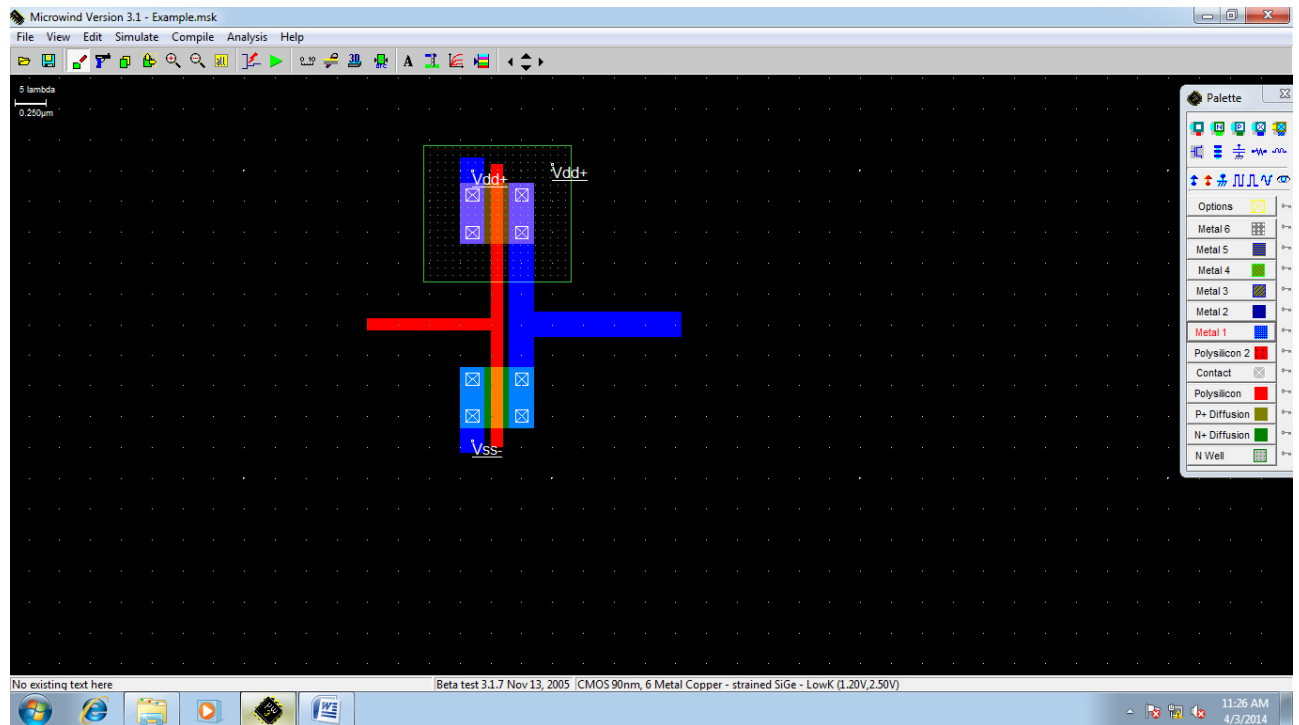 Microwind Version 3.1 - Example.msk
File View Edit Simulate Compile Analysis Help
5 lambda
0.250µm
Vdd+
Vdd+
Vss-
Palette
Options
Metal 6
Metal 5
Metal 4
Metal 3
Metal 2
Metal 1
Polysilicon 2
Contact
Polysilicon
P+ Diffusion
N+ Diffusion
N Well
No existing text here
Beta test 3.1.7 Nov 13, 2005 CMOS 90nm, 6 Metal Copper - strained SiGe - LowK (1.20V,2.50V)
11:26 AM
4/3/2014